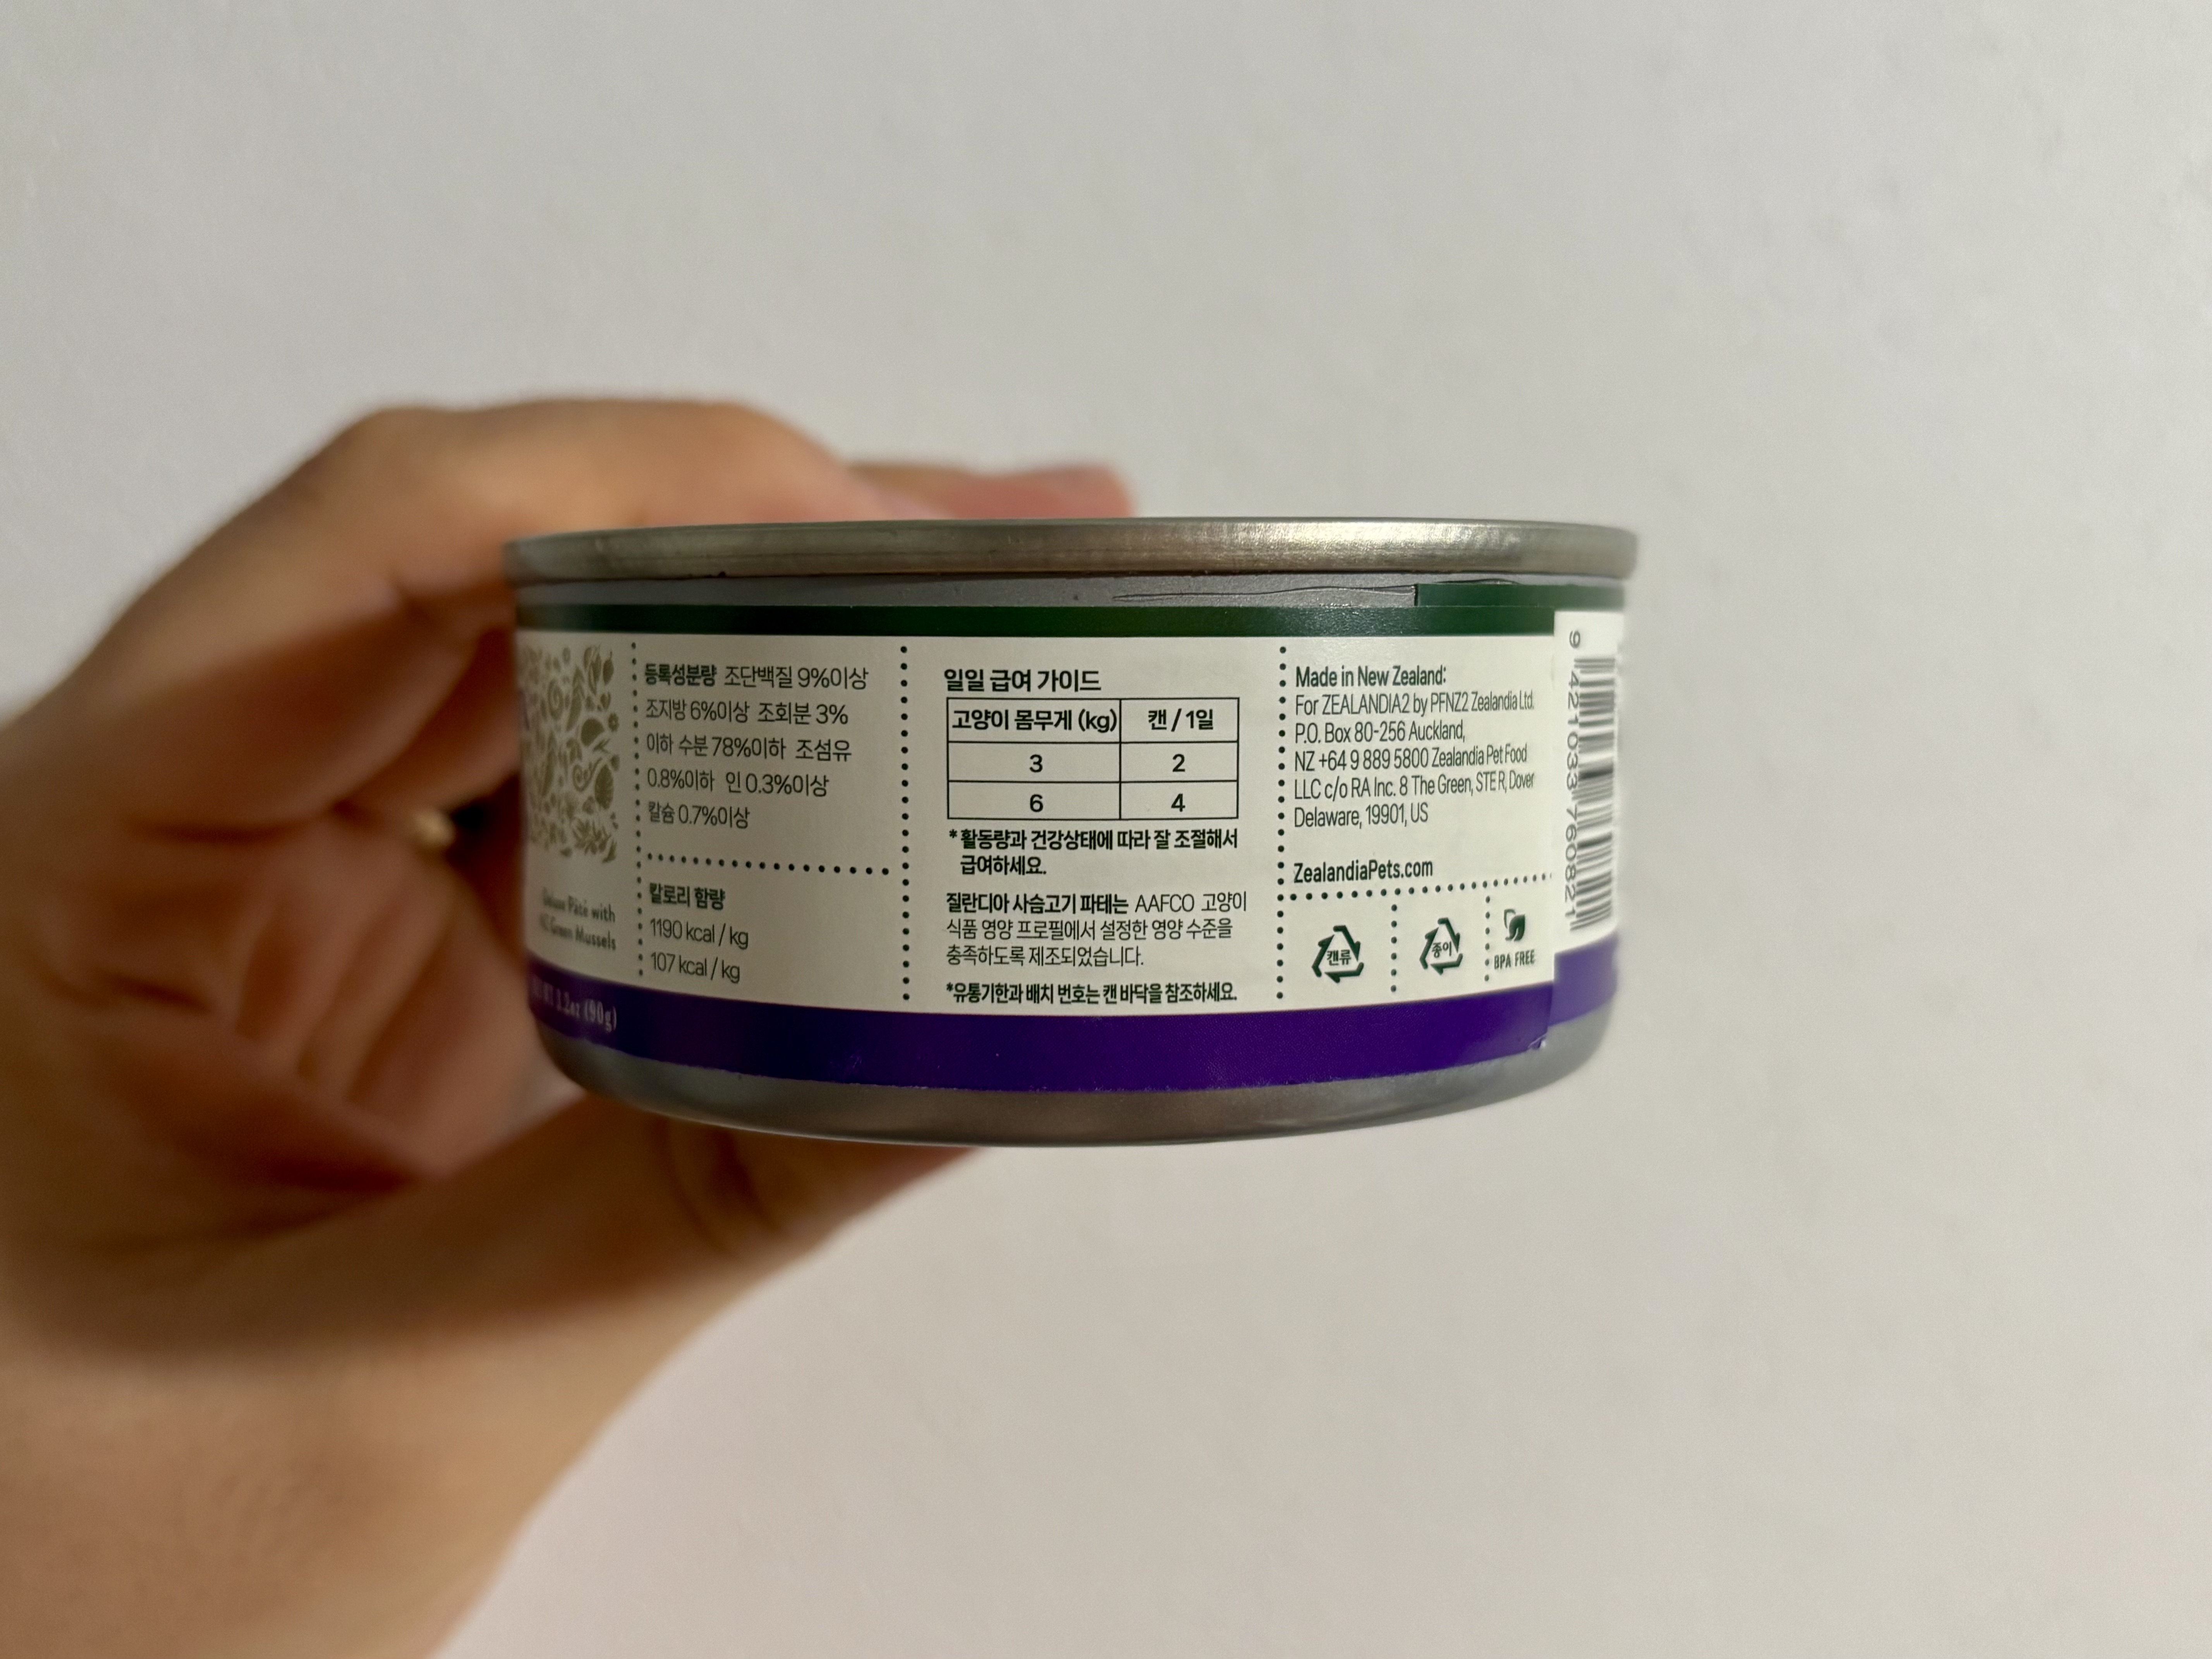 Pâté with
Green Mussels
(90g)
등록성분량 조단백질 9%이상
조지방 6%이상 조회분 3%
이하 수분 78%이하 조섬유
0.8%이하 인 0.3%이상
칼슘 0.7%이상
칼로리 함량
1190 kcal / kg
107 kcal / kg
일일 급여 가이드
고양이 몸무게 (kg) 캔 / 1일
3 2
6 4
* 활동량과 건강상태에 따라 잘 조절해서
급여하세요.
질란디아 사슴고기 파테는 AAFCO 고양이
식품 영양 프로필에서 설정한 영양 수준을
충족하도록 제조되었습니다.
*유통기한과 배치 번호는 캔 바닥을 참조하세요.
Made in New Zealand:
For ZEALANDIA2 by PFNZ2 Zealandia Ltd.
P.O. Box 80-256 Auckland,
NZ +64 9 889 5800 Zealandia Pet Food
LLC c/o RA Inc. 8 The Green, STE R, Dover
Delaware, 19901, US
ZealandiaPets.com
캔류
종이
BPA FREE
9 421033 760821